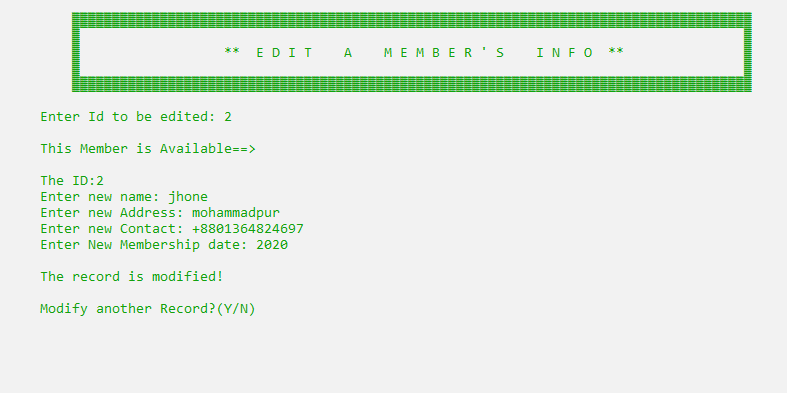 ** E D I T   A   M E M B E R ' S   I N F O **
Enter Id to be edited: 2
This Member is Available==>
The ID:2
Enter new name: jhone
Enter new Address: mohammadpur
Enter new Contact: +8801364824697
Enter New Membership date: 2020
The record is modified!
Modify another Record?(Y/N)